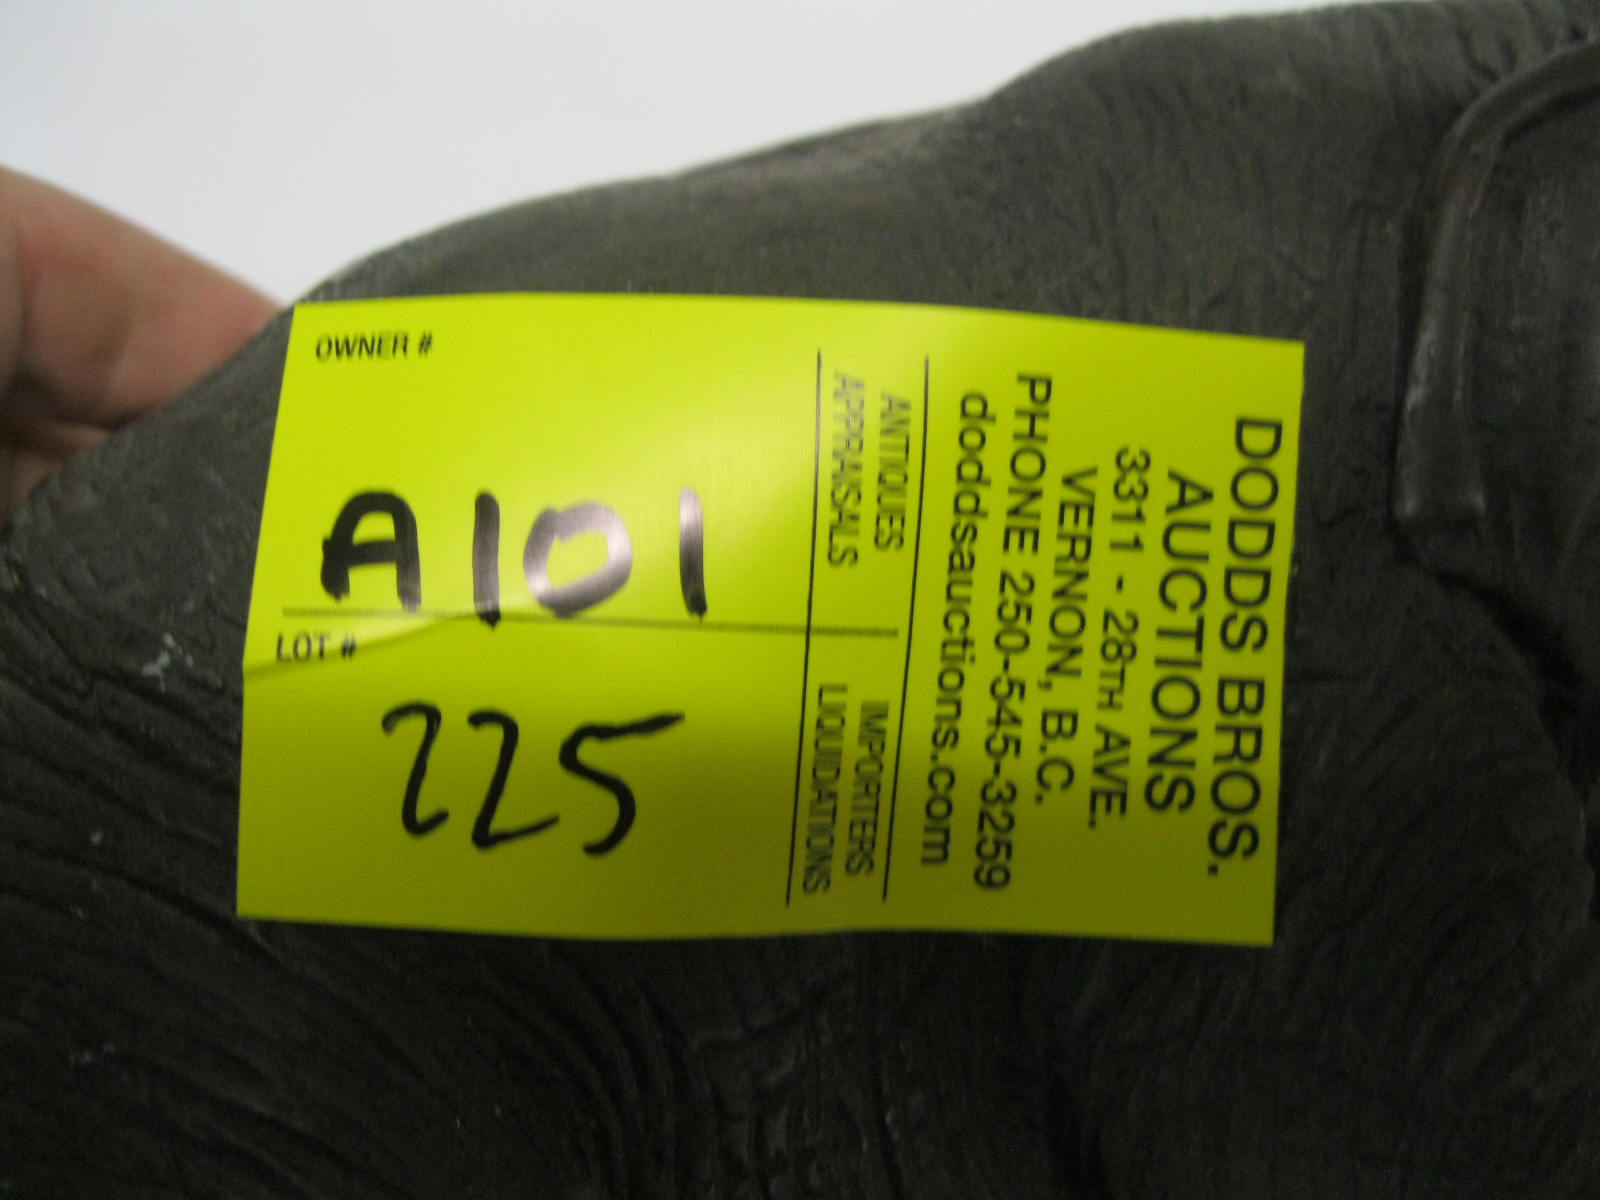 DODDS BROS.
AUCTIONS
3311 - 28TH AVE.
VERNON, B.C.
PHONE 250-545-3259
doddsauctions.com
ANTIQUES IMPORTERS
APPRAISALS LIQUIDATIONS
OWNER #
A101
LOT #
225